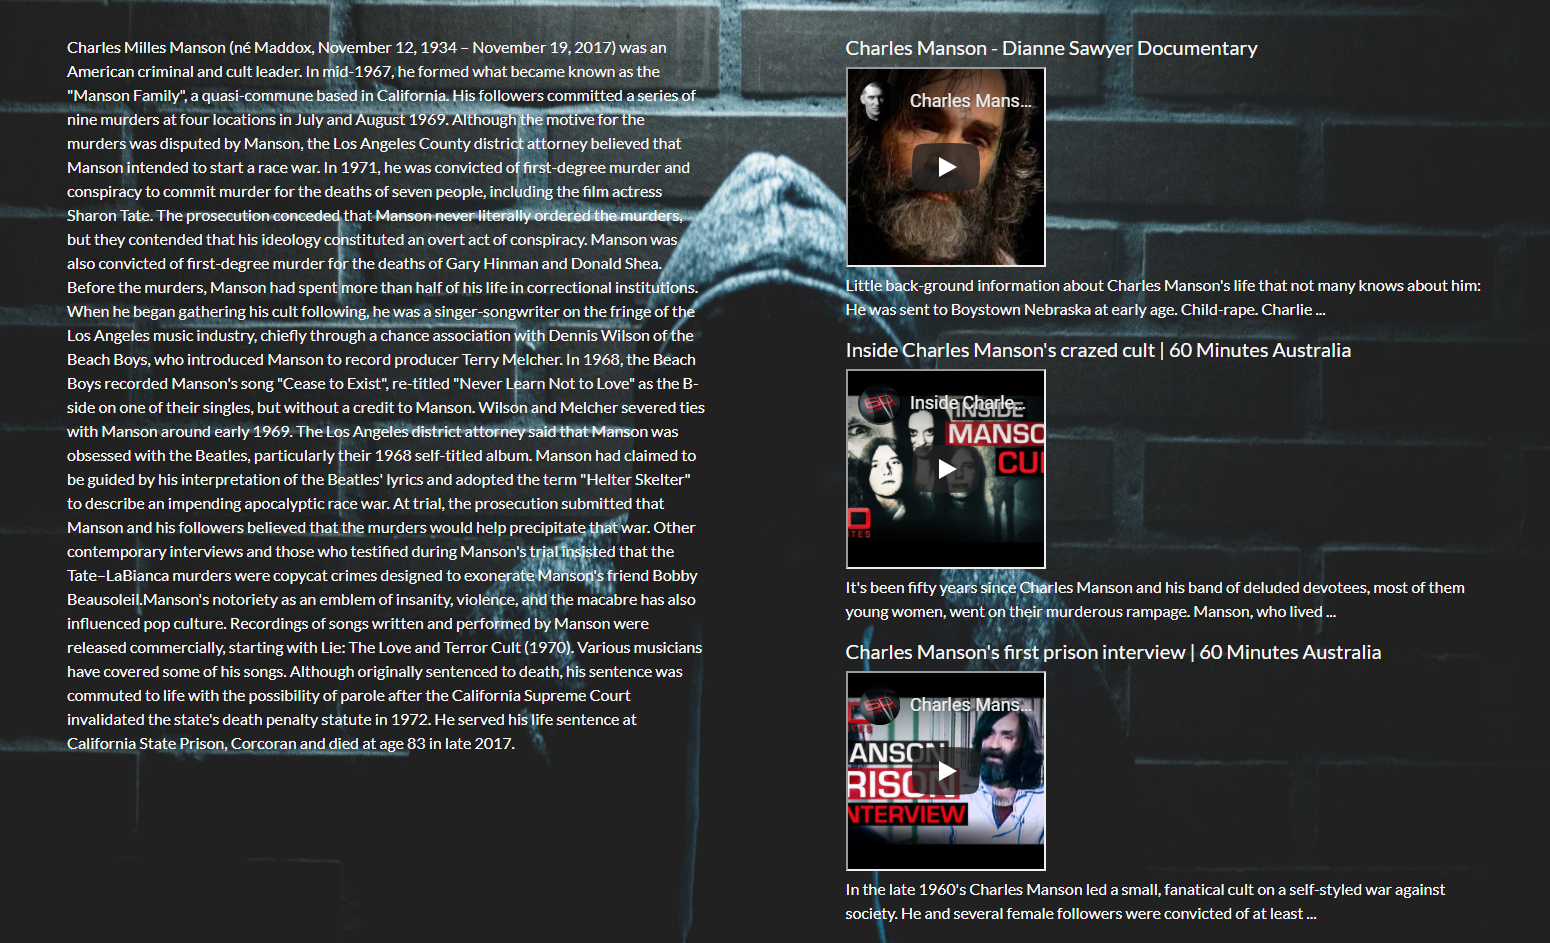 Charles Milles Manson (né Maddox, November 12, 1934 – November 19, 2017) was an
American criminal and cult leader. In mid-1967, he formed what became known as the
"Manson Family", a quasi-commune based in California. His followers committed a series of
nine murders at four locations in July and August 1969. Although the motive for the
murders was disputed by Manson, the Los Angeles County district attorney believed that
Manson intended to start a race war. In 1971, he was convicted of first-degree murder and
conspiracy to commit murder for the deaths of seven people, including the film actress
Sharon Tate. The prosecution conceded that Manson never literally ordered the murders,
but they contended that his ideology constituted an overt act of conspiracy. Manson was
also convicted of first-degree murder for the deaths of Gary Hinman and Donald Shea.
Before the murders, Manson had spent more than half of his life in correctional institutions.
When he began gathering his cult following, he was a singer-songwriter on the fringe of the
Los Angeles music industry, chiefly through a chance association with Dennis Wilson of the
Beach Boys, who introduced Manson to record producer Terry Melcher. In 1968, the Beach
Boys recorded Manson's song "Cease to Exist", re-titled "Never Learn Not to Love" as the B-
side on one of their singles, but without a credit to Manson. Wilson and Melcher severed ties
with Manson around early 1969. The Los Angeles district attorney said that Manson was
obsessed with the Beatles, particularly their 1968 self-titled album. Manson had claimed to
be guided by his interpretation of the Beatles' lyrics and adopted the term "Helter Skelter"
to describe an impending apocalyptic race war. At trial, the prosecution submitted that
Manson and his followers believed that the murders would help precipitate that war. Other
contemporary interviews and those who testified during Manson's trial insisted that the
Tate–LaBianca murders were copycat crimes designed to exonerate Manson's friend Bobby
Beausoleil.Manson's notoriety as an emblem of insanity, violence, and the macabre has also
influenced pop culture. Recordings of songs written and performed by Manson were
released commercially, starting with Lie: The Love and Terror Cult (1970). Various musicians
have covered some of his songs. Although originally sentenced to death, his sentence was
commuted to life with the possibility of parole after the California Supreme Court
invalidated the state's death penalty statute in 1972. He served his life sentence at
California State Prison, Corcoran and died at age 83 in late 2017.
Charles Manson - Dianne Sawyer Documentary
Charles Mans...
Little back-ground information about Charles Manson's life that not many knows about him:
He was sent to Boystown Nebraska at early age. Child-rape. Charlie ...
Inside Charles Manson's crazed cult | 60 Minutes Australia
Inside Charle...
INSIDE
MANSO
CUL
Charles Manson's first prison interview | 60 Minutes Australia
Charles Mans...
ANSON
RISON
NTERVIEW
It's been fifty years since Charles Manson and his band of deluded devotees, most of them
young women, went on their murderous rampage. Manson, who lived ...
In the late 1960's Charles Manson led a small, fanatical cult on a self-styled war against
society. He and several female followers were convicted of at least ...